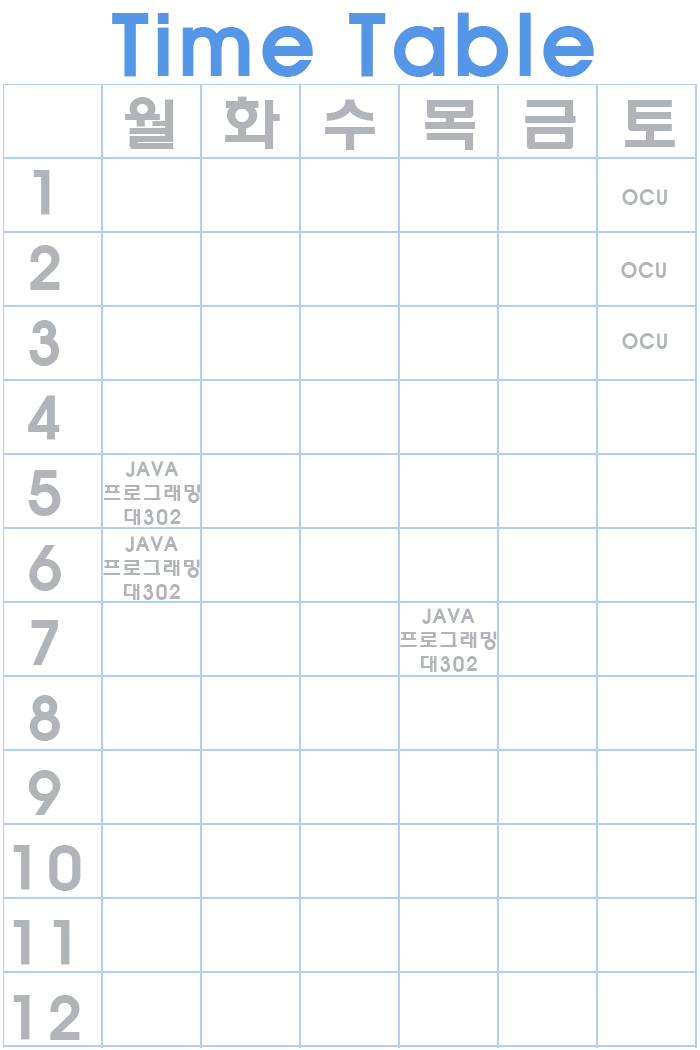 Time Table
월 화 수 목 금 토
1 OCU
2 OCU
3 OCU
4
5 JAVA
프로그래밍
대302
6 JAVA
프로그래밍
대302
7 JAVA
프로그래밍
대302
8
9
10
11
12